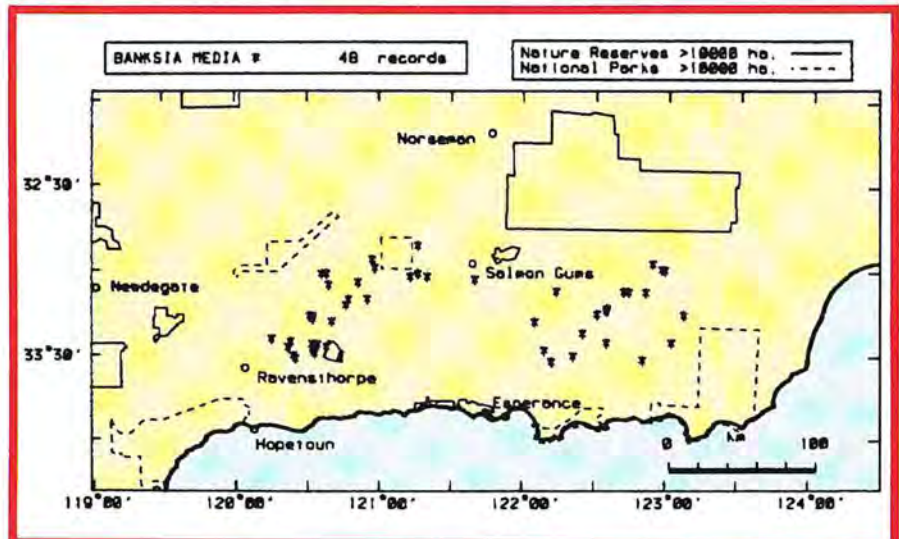 BANKSIA MEDIA * 48 records
Nature Reserves >10000 ha.
National Parks >10000 ha.
Norseman
32°30'
Salmon Gums
Newdegate
33°30'
Ravensthorpe
Esperance
Hopetoun
0 km 100
119°00' 120°00' 121°00' 122°00' 123°00' 124°00'